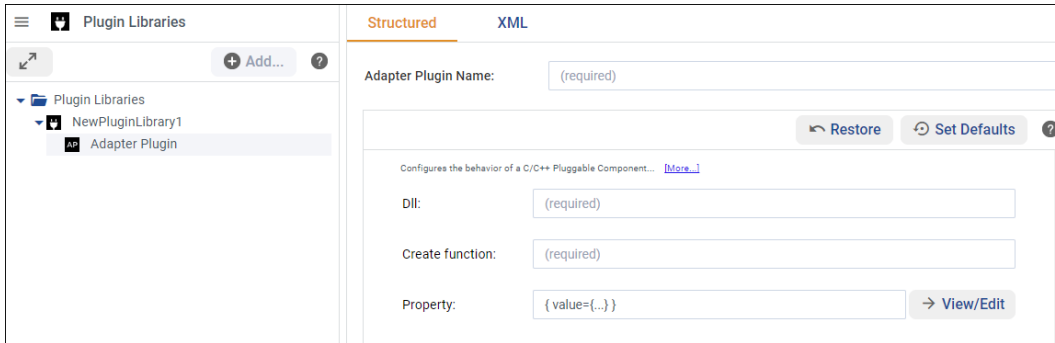 Plugin Libraries
Structured
XML
Add...
?
Adapter Plugin Name:
(required)
Plugin Libraries
NewPluginLibrary1
AP Adapter Plugin
Restore
Set Defaults
?
Configures the behavior of a C/C++ Pluggable Component... [More...]
Dll:
(required)
Create function:
(required)
Property:
{ value={...} }
View/Edit